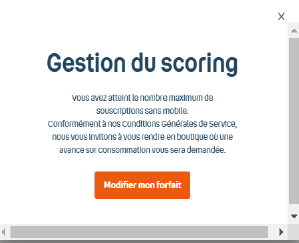 X
Gestion du scoring
Vous avez atteint le nombre maximum de
souscriptions sans mobile.
Conformément à nos Conditions Générales de Service,
nous vous invitons à vous rendre en boutique où une
avance sur consommation vous sera demandée.
Modifier mon forfait